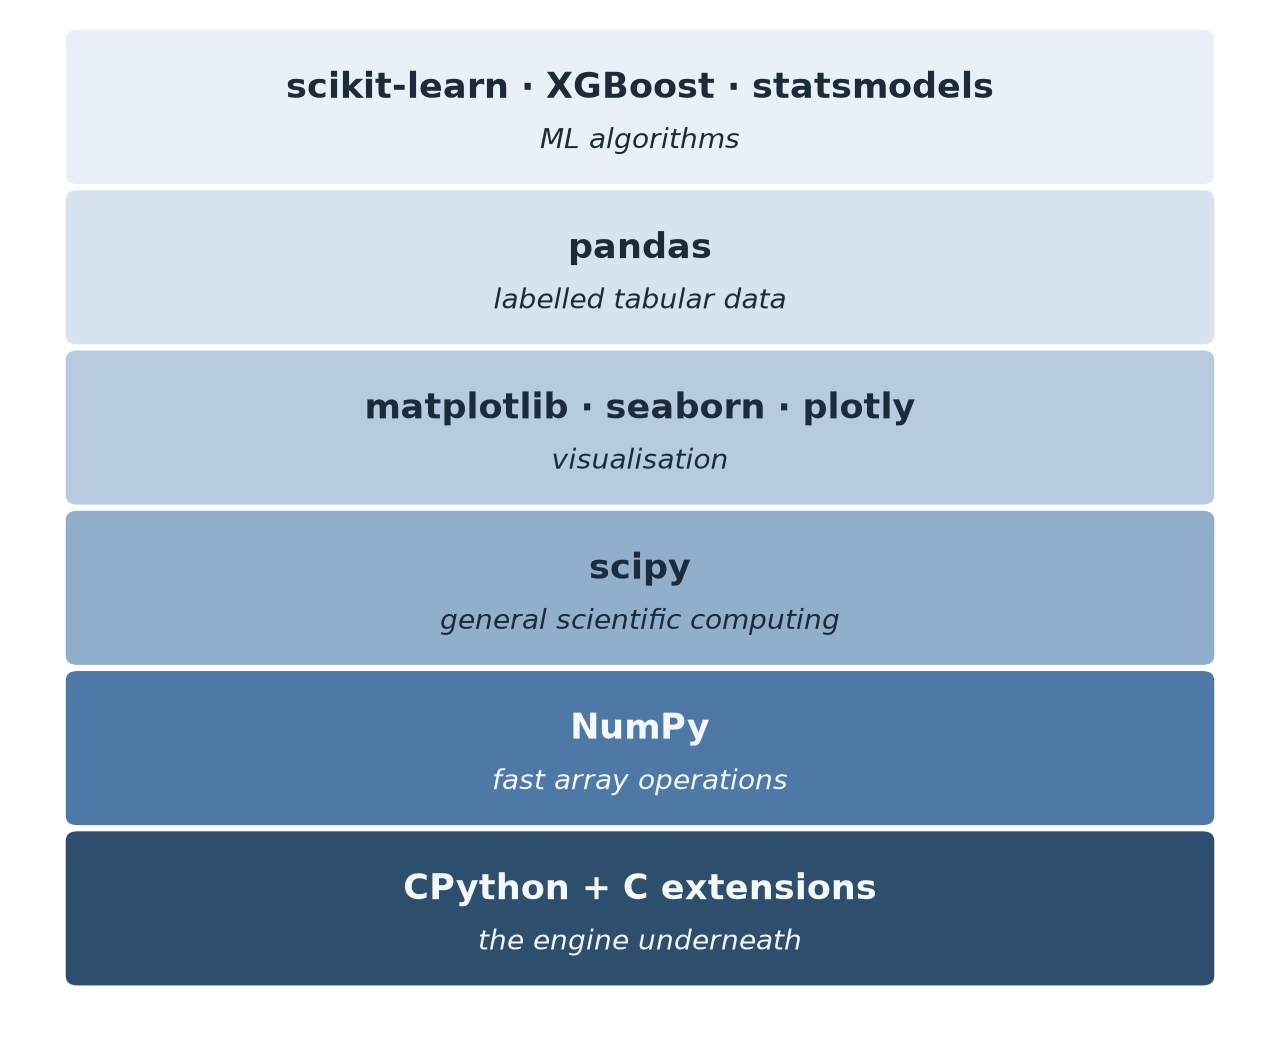 scikit-learn · XGBoost · statsmodels
ML algorithms
pandas
labelled tabular data
matplotlib · seaborn · plotly
visualisation
scipy
general scientific computing
NumPy
fast array operations
CPython + C extensions
the engine underneath